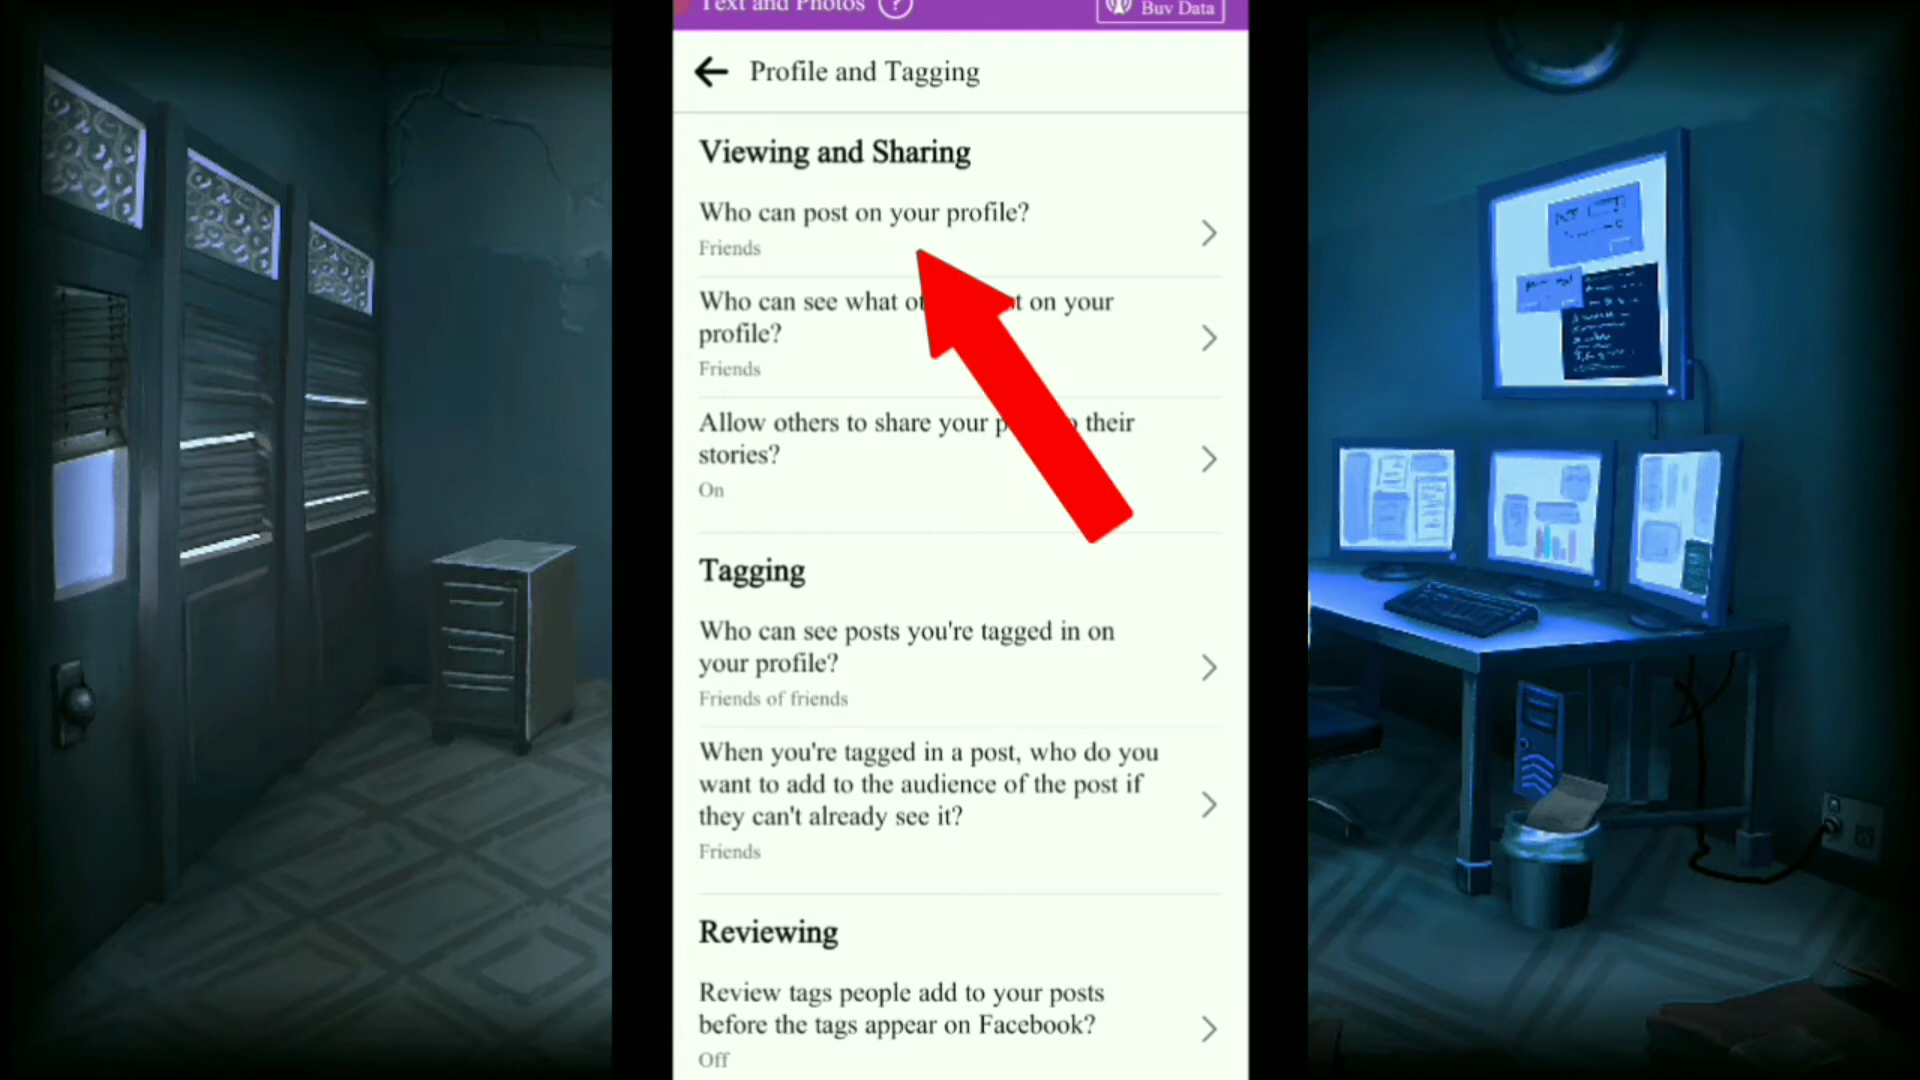 Text and Photos ? Buy Data
Profile and Tagging
Viewing and Sharing
Who can post on your profile?
Friends
Who can see what on your
profile?
Friends
Allow others to share your their
stories?
On
Tagging
Who can see posts you're tagged in on
your profile?
Friends of friends
When you're tagged in a post, who do you
want to add to the audience of the post if
they can't already see it?
Friends
Reviewing
Review tags people add to your posts
before the tags appear on Facebook?
Off